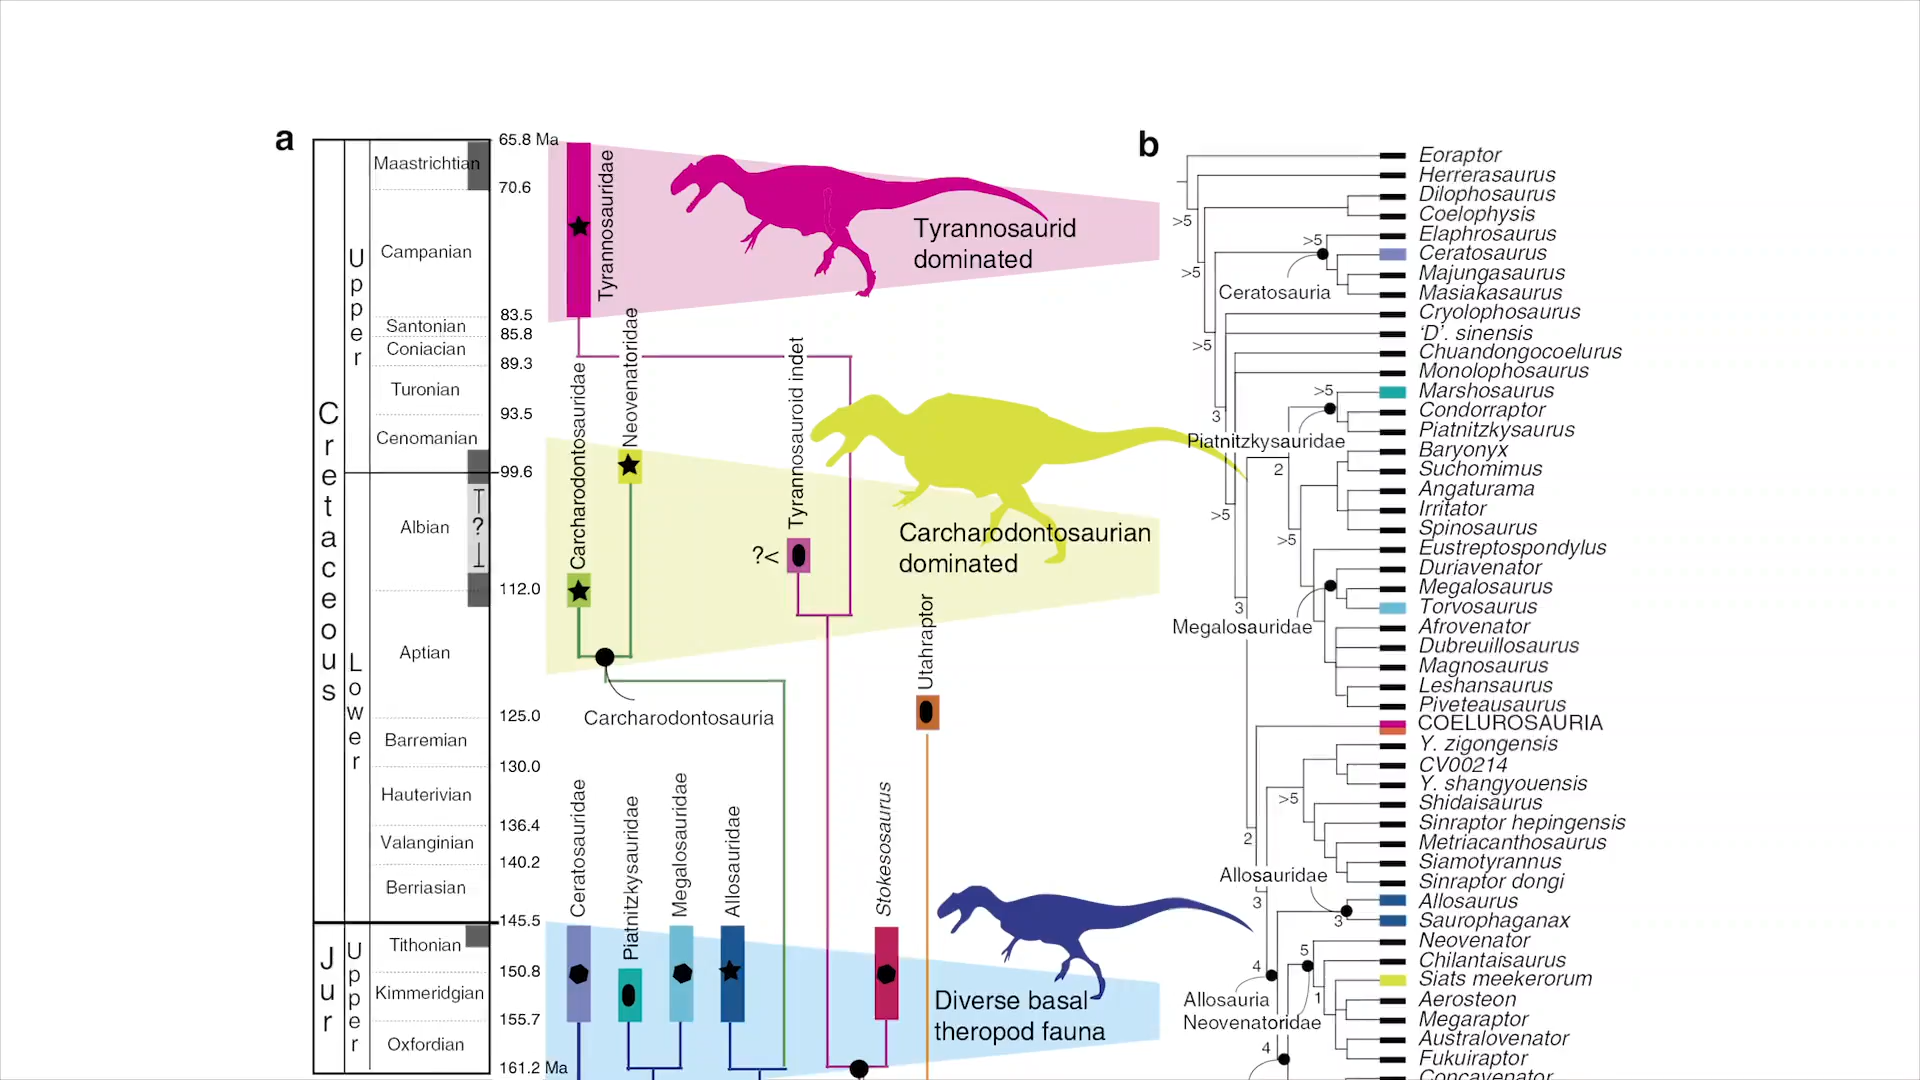 a
65.8 Ma
Maastrichtian
70.6
Campanian
Upper
83.5
Santonian
85.8
Coniacian
89.3
Turonian
93.5
Cenomanian
Cretaceous
99.6
Albian
?
112.0
Aptian
Lower
125.0
Barremian
130.0
Hauterivian
136.4
Valanginian
140.2
Berriasian
145.5
Jur
Upper
Tithonian
150.8
Kimmeridgian
155.7
Oxfordian
161.2 Ma
Tyrannosauridae
Tyrannosaurid
dominated
Carcharodontosauridae
Neovenatoridae
Tyrannosauroid indet
?<
Carcharodontosaurian
dominated
Carcharodontosauria
Utahraptor
Ceratosauridae
Piatnitzkysauridae
Megalosauridae
Allosauridae
Stokesosaurus
Diverse basal
theropod fauna
b
Eoraptor
Herrerasaurus
Dilophosaurus
>5
Coelophysis
Elaphrosaurus
>5
Ceratosaurus
>5
Majungasaurus
Ceratosauria
Masiakasaurus
Cryolophosaurus
'D'. sinensis
>5
Chuandongocoelurus
Monolophosaurus
>5
Marshosaurus
3
Condorraptor
Piatnitzkysaurus
Piatnitzkysauridae
Baryonyx
2
Suchomimus
Angaturama
>5
Irritator
Spinosaurus
>5
Eustreptospondylus
Duriavenator
Megalosaurus
3
Torvosaurus
Megalosauridae
Afrovenator
Dubreuillosaurus
Magnosaurus
Leshansaurus
Piveteausaurus
COELUROSAURIA
Y. zigongensis
CV00214
Y. shangyouensis
>5
Shidaisaurus
Sinraptor hepingensis
2
Metriacanthosaurus
Siamotyrannus
Allosauridae
Sinraptor dongi
3
Allosaurus
3
Saurophaganax
Neovenator
5
Chilantaisaurus
4
Siats meekerorum
Allosauria
1
Aerosteon
Neovenatoridae
Megaraptor
Australovenator
4
Fukuiraptor
Concavenator